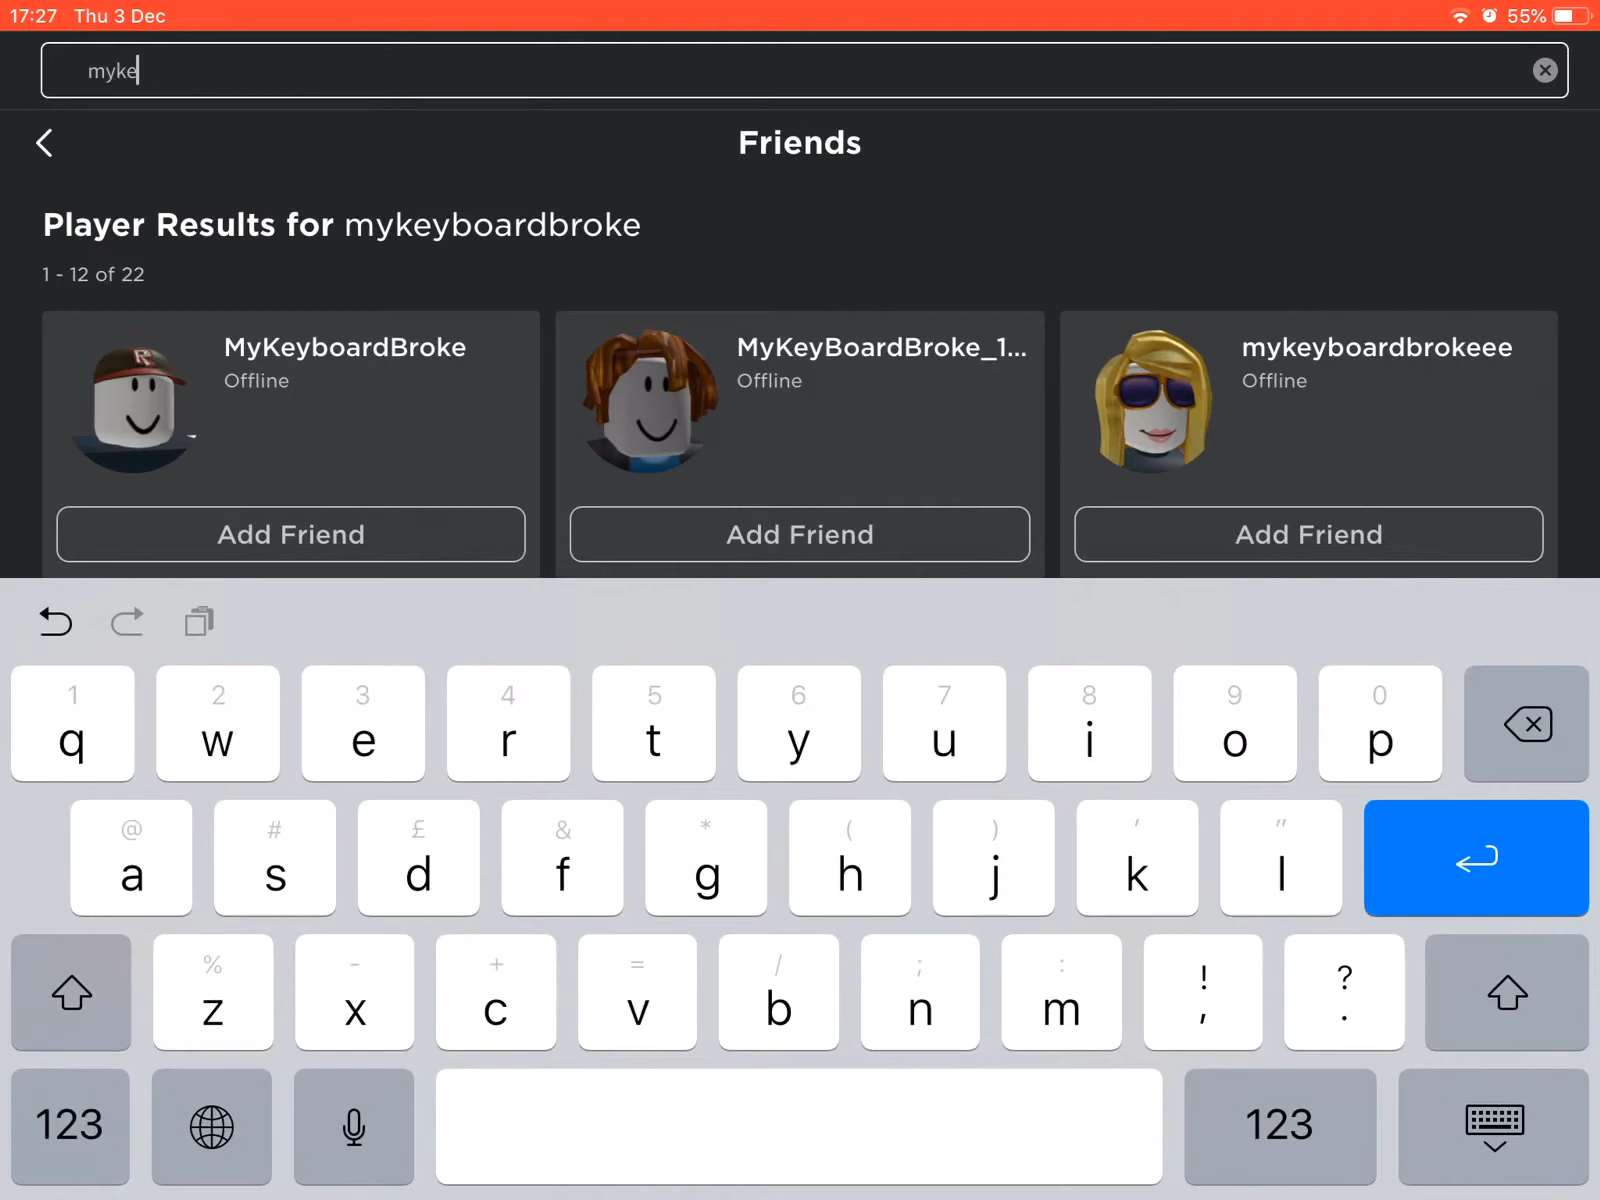 17:27 Thu 3 Dec 55%
myke
Friends
Player Results for mykeyboardbroke
1 - 12 of 22
MyKeyboardBroke MyKeyBoardBroke_1... mykeyboardbrokeee
Offline Offline Offline
R
Add Friend Add Friend Add Friend
1 2 3 4 5 6 7 8 9 0
q w e r t y u i o p
@ # £ & * ( ) ' "
a s d f g h j k l
% - + = / ; : ! ?
z x c v b n m , .
123 123